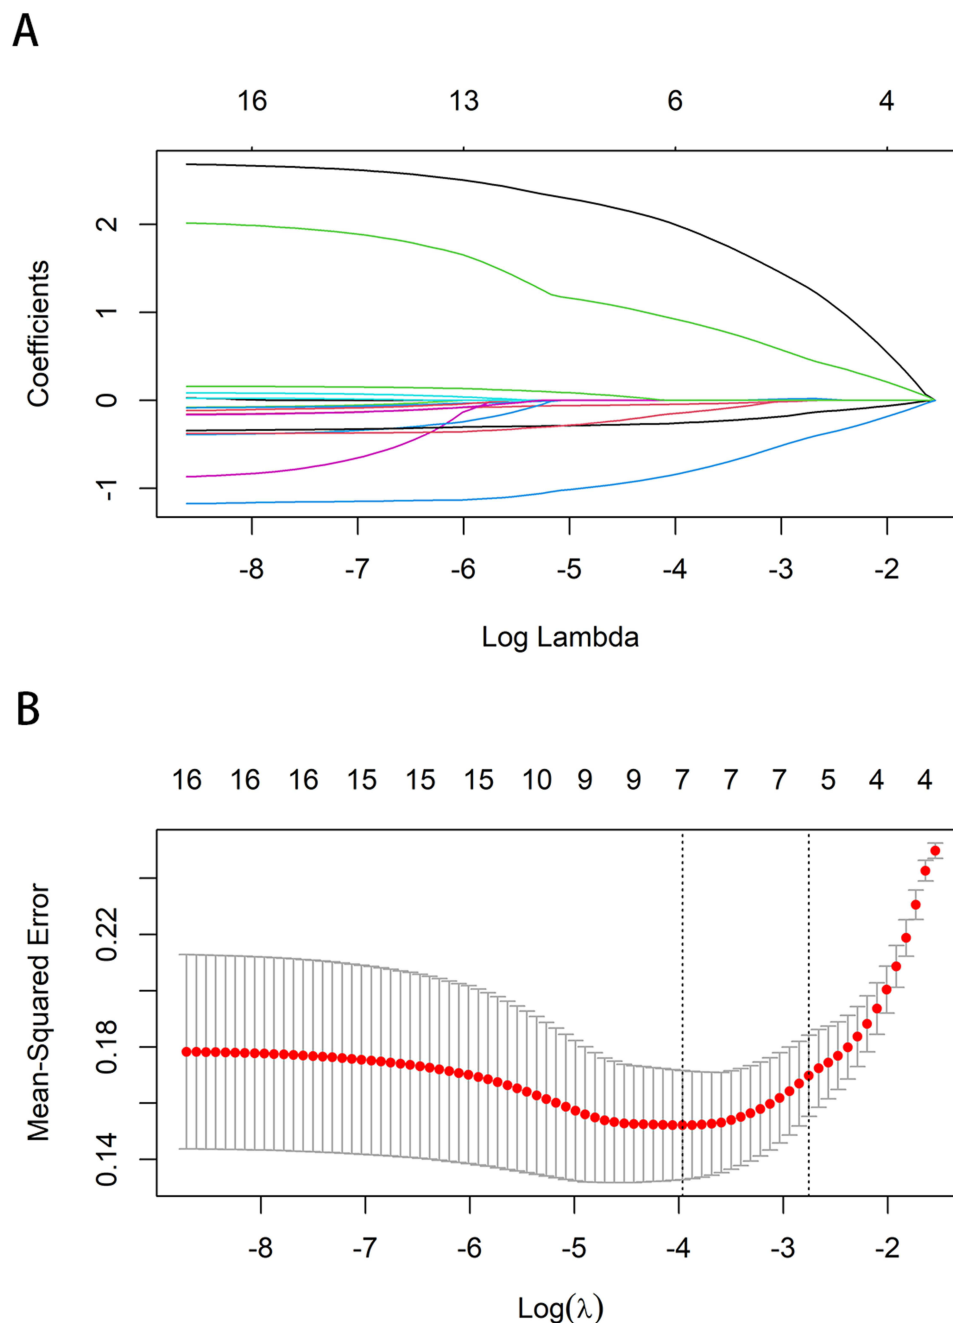 A
16 13 6 4
Coefficients
2
1
0
-1
-8 -7 -6 -5 -4 -3 -2
Log Lambda
B
16 16 16 15 15 15 10 9 9 7 7 7 5 4 4
Mean-Squared Error
0.22
0.18
0.14
-8 -7 -6 -5 -4 -3 -2
Log(λ)